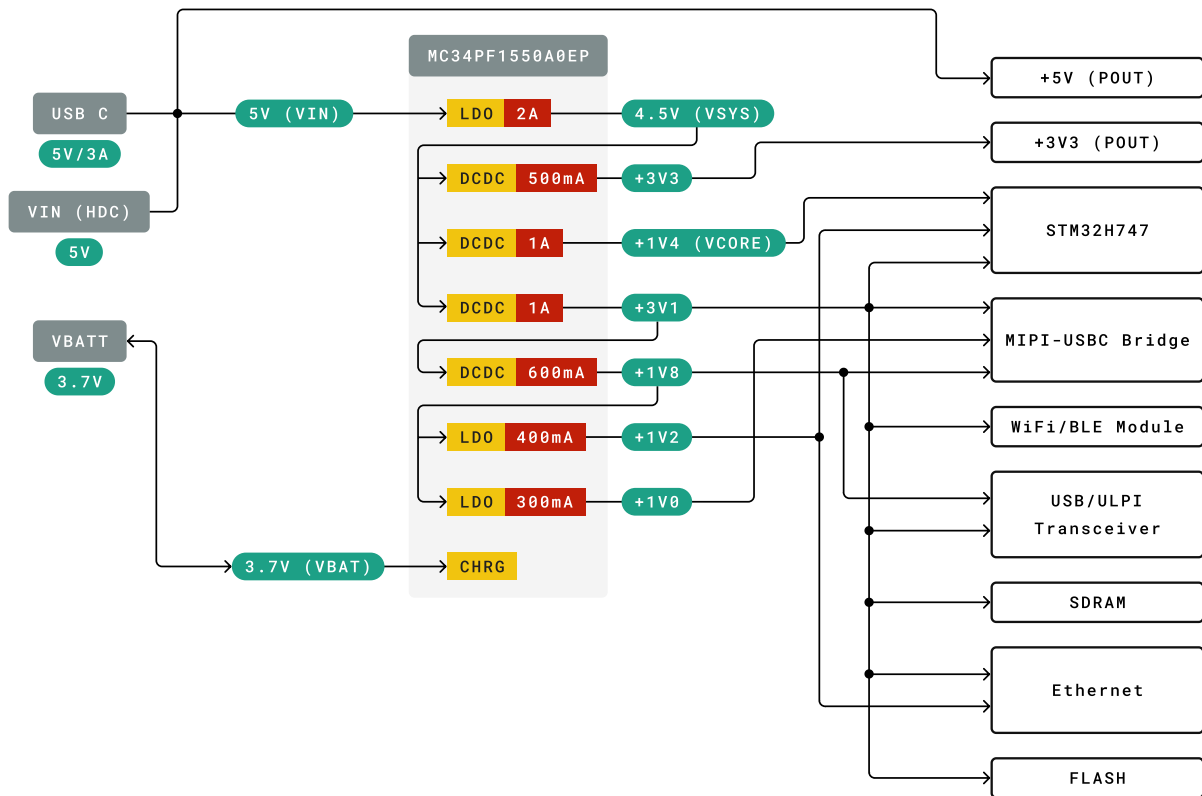 MC34PF1550A0EP
+5V (POUT)
USB C
5V (VIN)
LDO 2A
4.5V (VSYS)
5V/3A
+3V3 (POUT)
DCDC 500mA
+3V3
VIN (HDC)
5V
DCDC 1A
+1V4 (VCORE)
STM32H747
DCDC 1A
+3V1
VBATT
3.7V
MIPI-USBC Bridge
DCDC 600mA
+1V8
LDO 400mA
+1V2
WiFi/BLE Module
LDO 300mA
+1V0
USB/ULPI
Transceiver
3.7V (VBAT)
CHRG
SDRAM
Ethernet
FLASH